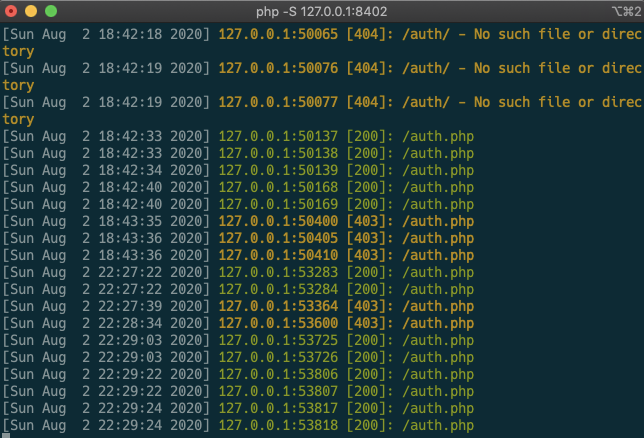 php -S 127.0.0.1:8402
⌥⌘2
[Sun Aug  2 18:42:18 2020] 127.0.0.1:50065 [404]: /auth/ - No such file or direc
tory
[Sun Aug  2 18:42:19 2020] 127.0.0.1:50076 [404]: /auth/ - No such file or direc
tory
[Sun Aug  2 18:42:19 2020] 127.0.0.1:50077 [404]: /auth/ - No such file or direc
tory
[Sun Aug  2 18:42:33 2020] 127.0.0.1:50137 [200]: /auth.php
[Sun Aug  2 18:42:33 2020] 127.0.0.1:50138 [200]: /auth.php
[Sun Aug  2 18:42:34 2020] 127.0.0.1:50139 [200]: /auth.php
[Sun Aug  2 18:42:40 2020] 127.0.0.1:50168 [200]: /auth.php
[Sun Aug  2 18:42:40 2020] 127.0.0.1:50169 [200]: /auth.php
[Sun Aug  2 18:43:35 2020] 127.0.0.1:50400 [403]: /auth.php
[Sun Aug  2 18:43:36 2020] 127.0.0.1:50405 [403]: /auth.php
[Sun Aug  2 18:43:36 2020] 127.0.0.1:50410 [403]: /auth.php
[Sun Aug  2 22:27:22 2020] 127.0.0.1:53283 [200]: /auth.php
[Sun Aug  2 22:27:22 2020] 127.0.0.1:53284 [200]: /auth.php
[Sun Aug  2 22:27:39 2020] 127.0.0.1:53364 [403]: /auth.php
[Sun Aug  2 22:28:34 2020] 127.0.0.1:53600 [403]: /auth.php
[Sun Aug  2 22:29:03 2020] 127.0.0.1:53725 [200]: /auth.php
[Sun Aug  2 22:29:03 2020] 127.0.0.1:53726 [200]: /auth.php
[Sun Aug  2 22:29:22 2020] 127.0.0.1:53806 [200]: /auth.php
[Sun Aug  2 22:29:22 2020] 127.0.0.1:53807 [200]: /auth.php
[Sun Aug  2 22:29:24 2020] 127.0.0.1:53817 [200]: /auth.php
[Sun Aug  2 22:29:24 2020] 127.0.0.1:53818 [200]: /auth.php